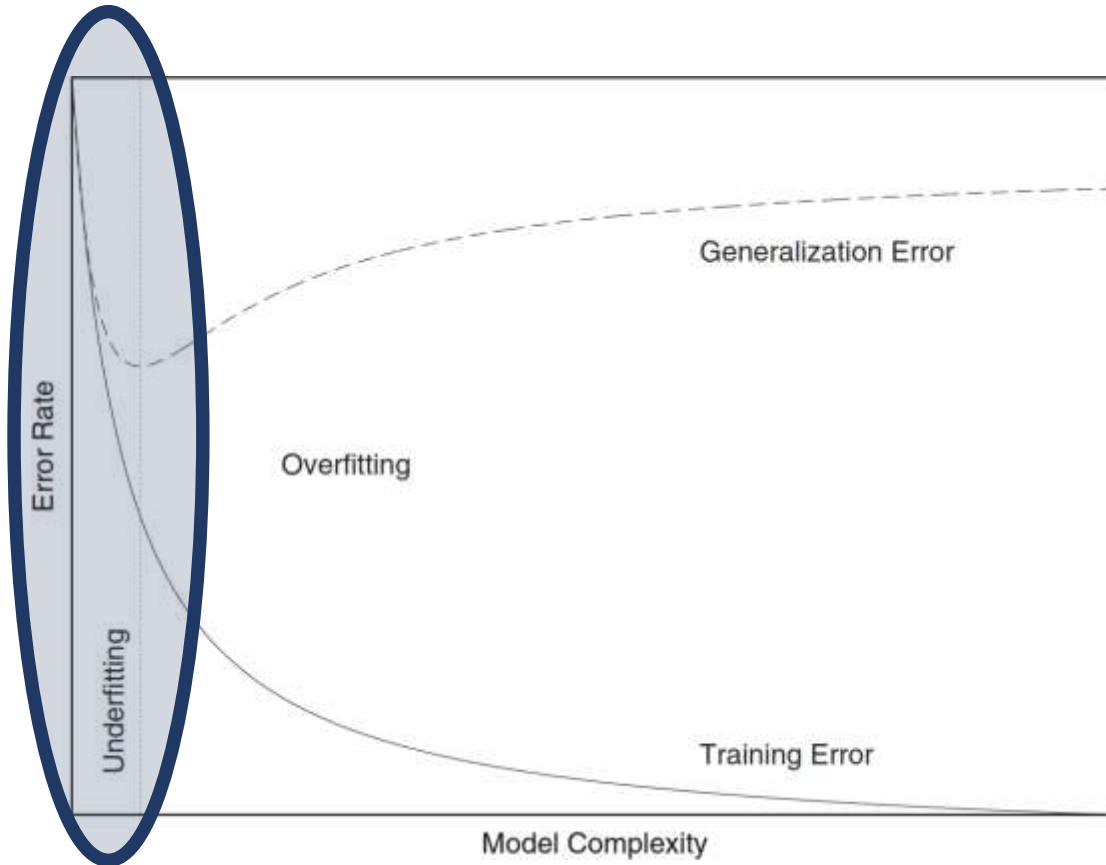 Generalization Error
Error Rate
Overfitting
Underfitting
Training Error
Model Complexity